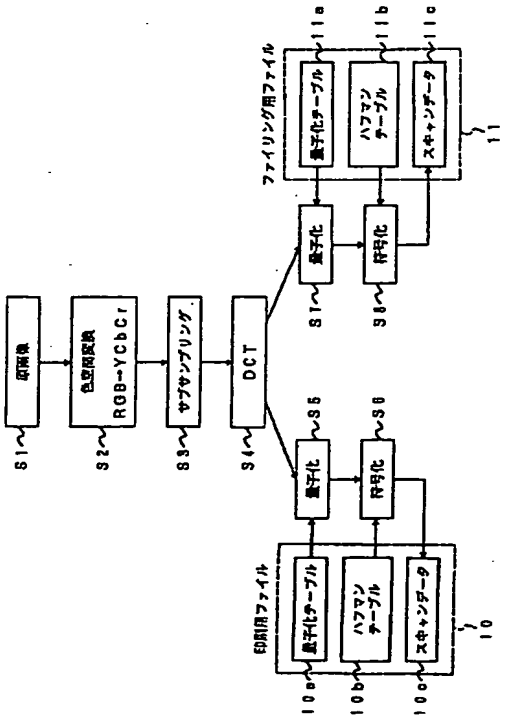 S1
原画像
S2
色空間変換
RGB→YCbCr
S3
サブサンプリング
S4
DCT
印刷用ファイル
10a
量子化テーブル
10b
ハフマン
テーブル
10c
スキャンデータ
10
量子化
S5
符号化
S6
S7
量子化
S8
符号化
ファイリング用ファイル
量子化テーブル
11a
ハフマン
テーブル
11b
スキャンデータ
11c
11